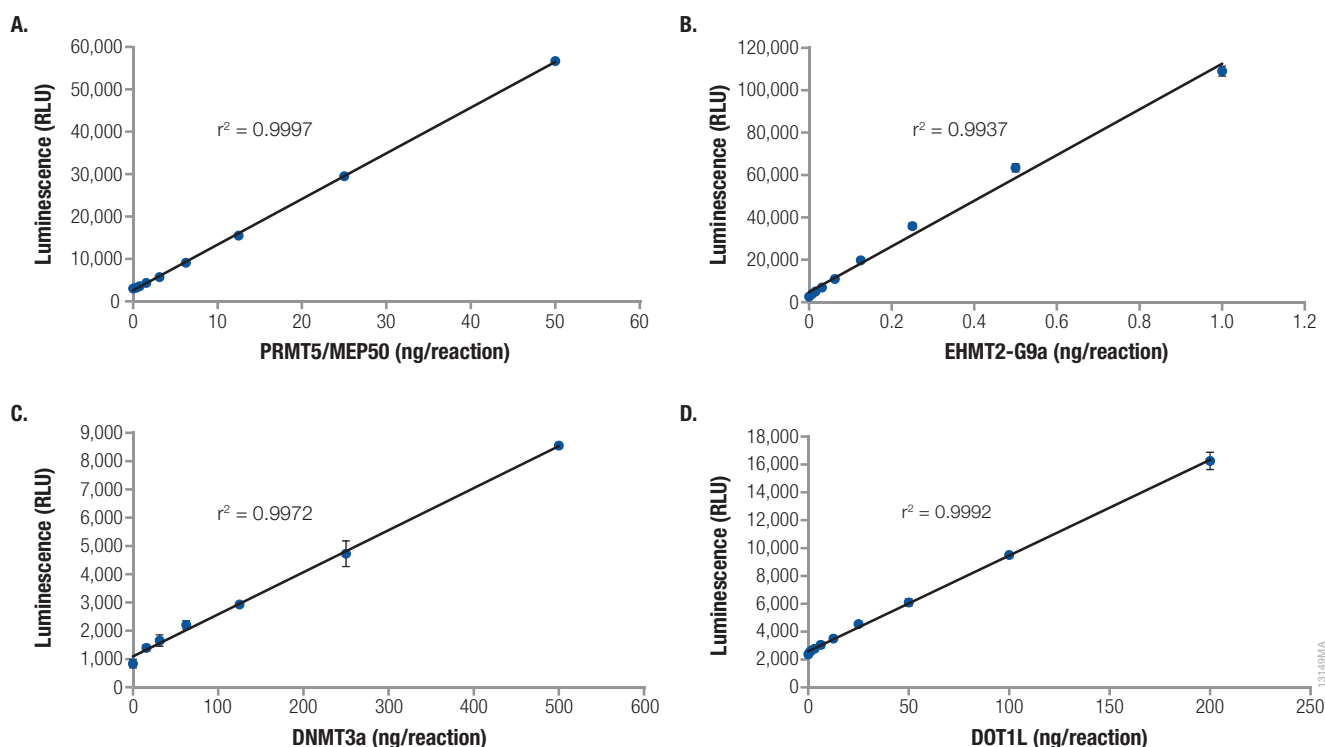 A.
60,000
50,000
40,000
30,000
20,000
10,000
0
Luminescence (RLU)
r² = 0.9997
0 10 20 30 40 50 60
PRMT5/MEP50 (ng/reaction)
B.
120,000
100,000
80,000
60,000
40,000
20,000
0
Luminescence (RLU)
r² = 0.9937
0 0.2 0.4 0.6 0.8 1.0 1.2
EHMT2-G9a (ng/reaction)
C.
9,000
8,000
7,000
6,000
5,000
4,000
3,000
2,000
1,000
0
Luminescence (RLU)
r² = 0.9972
0 100 200 300 400 500 600
DNMT3a (ng/reaction)
D.
18,000
16,000
14,000
12,000
10,000
8,000
6,000
4,000
2,000
0
Luminescence (RLU)
r² = 0.9992
0 50 100 150 200 250
DOT1L (ng/reaction)
13149MA